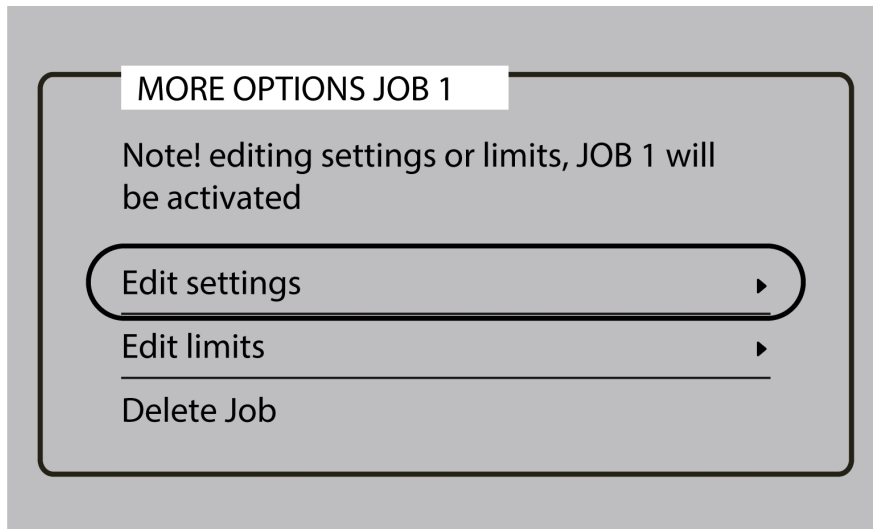 MORE OPTIONS JOB 1
Note! editing settings or limits, JOB 1 will
be activated
Edit settings
Edit limits
Delete Job